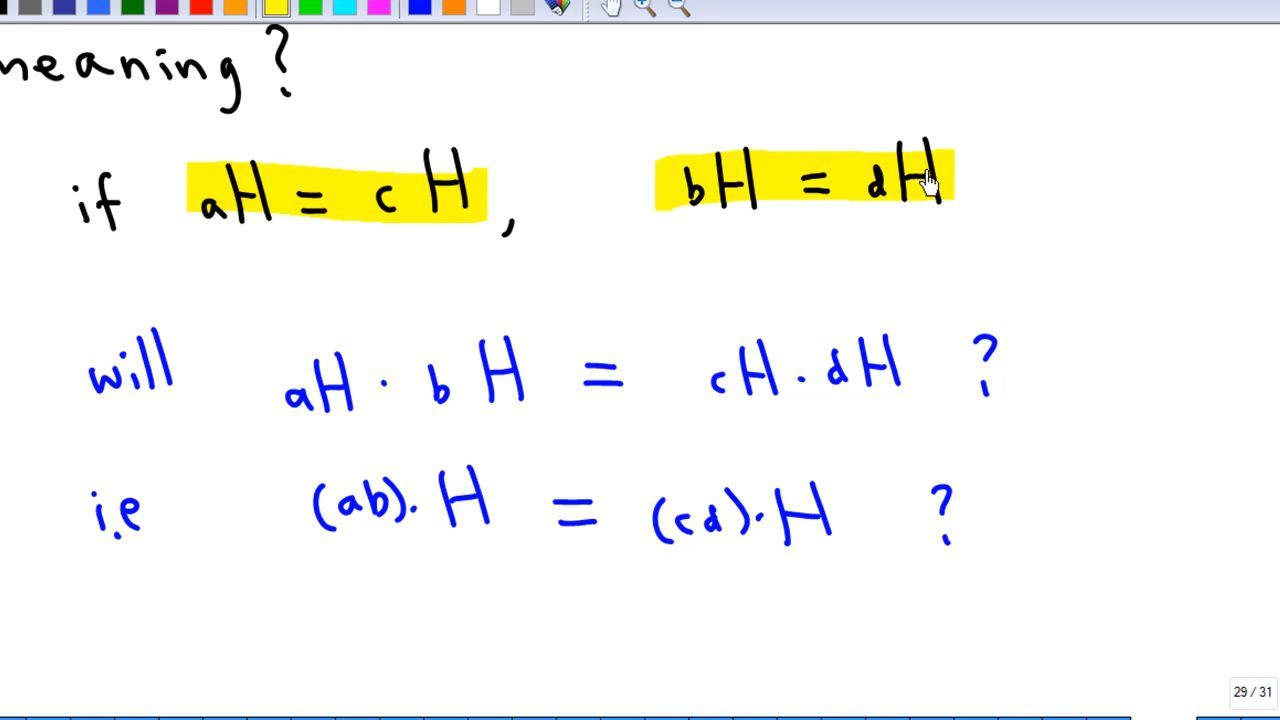 meaning?
if aH = cH, bH = dH
will aH · bH = cH · dH ?
i.e (ab)·H = (cd)·H ?
29 / 31